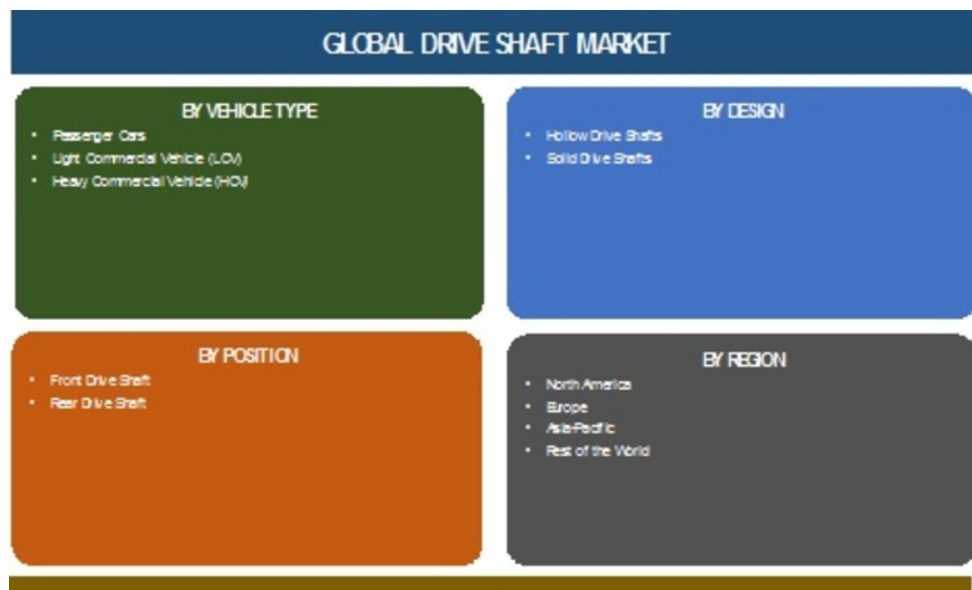 GLOBAL DRIVE SHAFT MARKET
BY VEHICLE TYPE
• Passenger Cars
• Light Commercial Vehicle (LCV)
• Heavy Commercial Vehicle (HCV)
BY DESIGN
• Hollow Drive Shafts
• Solid Drive Shafts
BY POSITION
• Front Drive Shaft
• Rear Drive Shaft
BY REGION
• North America
• Europe
• Asia-Pacific
• Rest of the World